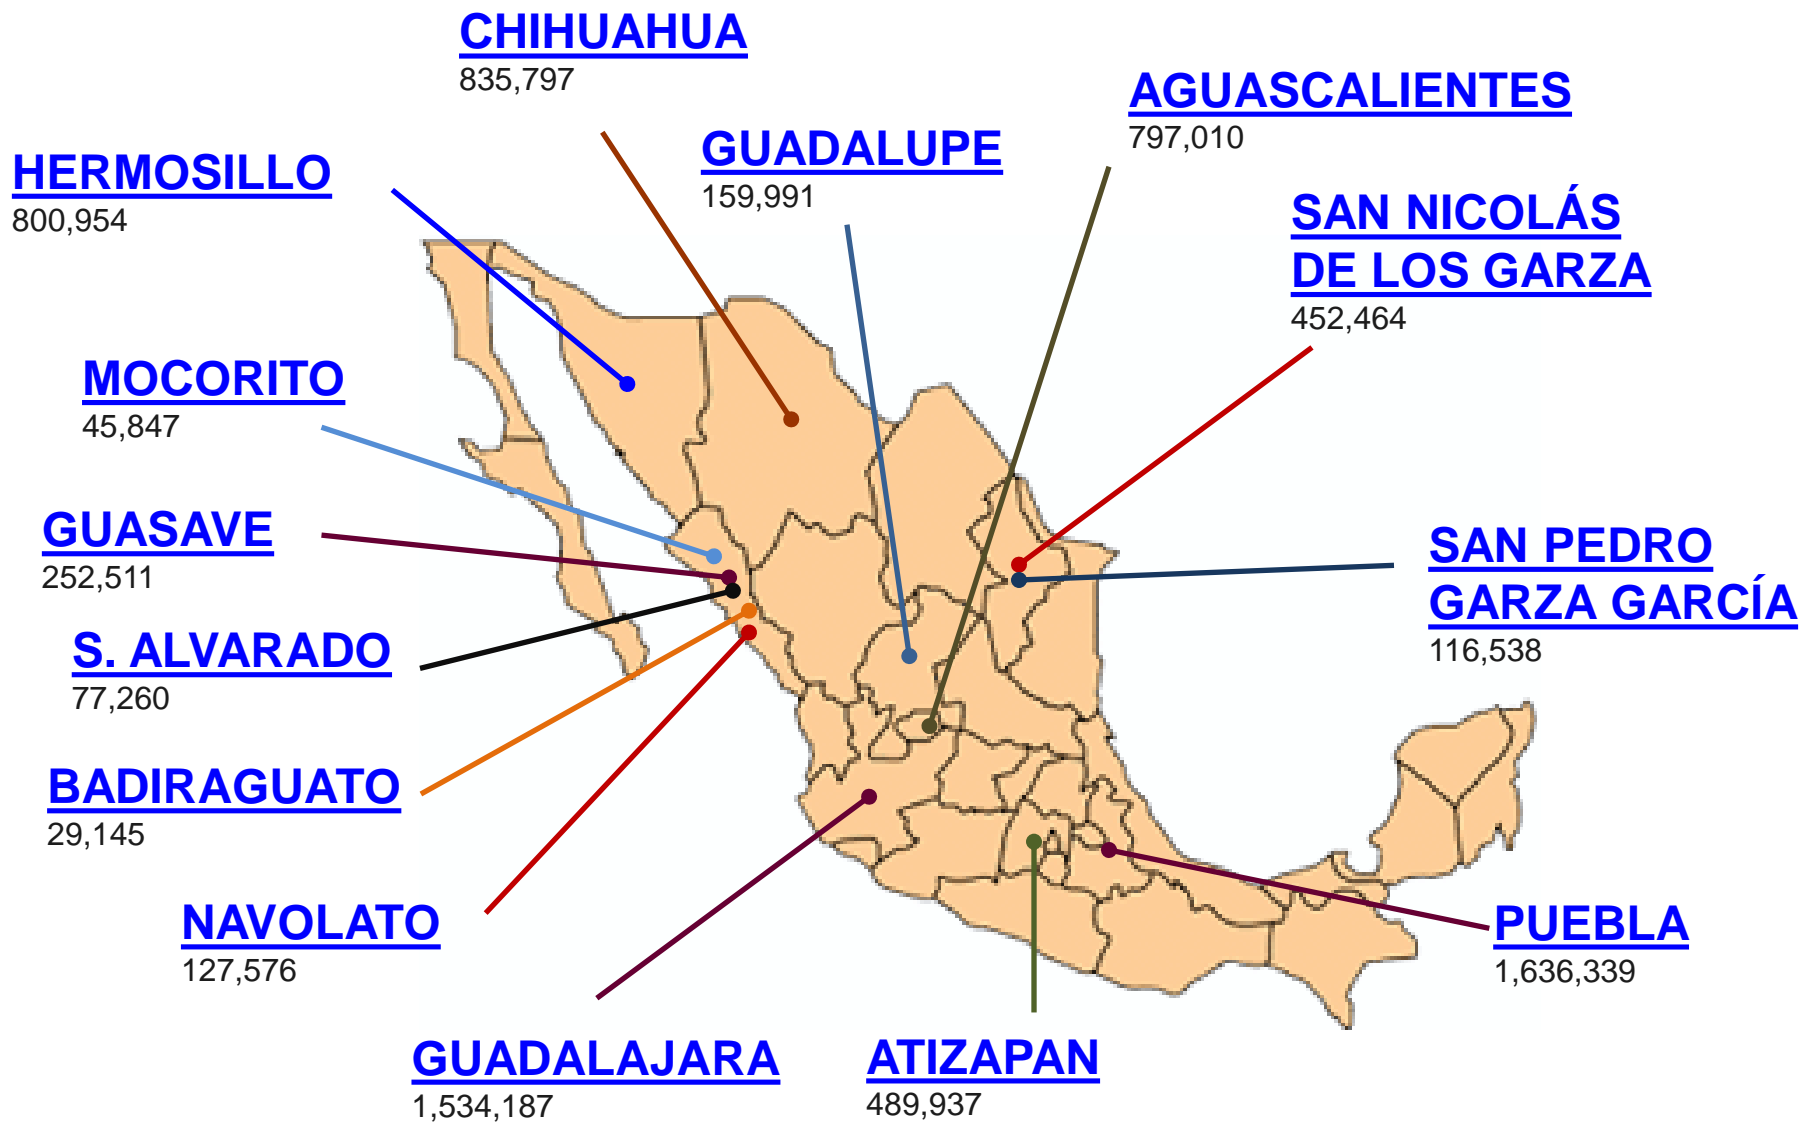 CHIHUAHUA
835,797
AGUASCALIENTES
797,010
GUADALUPE
159,991
HERMOSILLO
800,954
SAN NICOLÁS
DE LOS GARZA
452,464
MOCORITO
45,847
GUASAVE
252,511
SAN PEDRO
GARZA GARCÍA
116,538
S. ALVARADO
77,260
BADIRAGUATO
29,145
NAVOLATO
127,576
PUEBLA
1,636,339
GUADALAJARA
1,534,187
ATIZAPAN
489,937